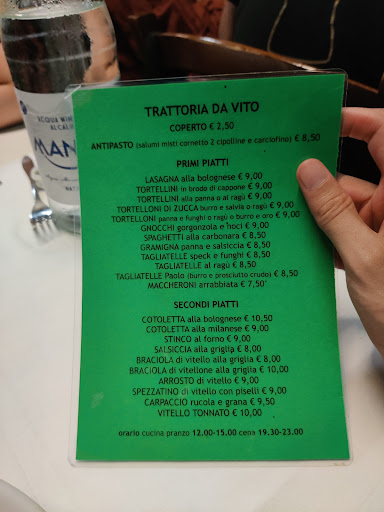 ACQUA MIN
ALCALI
MAN
TRATTORIA DA VITO
COPERTO € 2,50
ANTIPASTO (salumi misti cornetto 2 cipolline e carciofino) € 8,50
PRIMI PIATTI
LASAGNA alla bolognese € 9,00
TORTELLINI in brodo di cappone € 9,00
TORTELLINI alla panna o al ragù € 9,00
TORTELLONI DI ZUCCA burro e salvia o ragù € 9,00
TORTELLONI panna e funghi e ragù o burro e oro € 9,00
GNOCCHI gorgonzola e noci € 9,00
SPAGHETTI alla carbonara € 8,50
GRAMIGNA panna e salsiccia € 8,50
TAGLIATELLE speck e funghi € 8,50
TAGLIATELLE al ragù € 8,50
TAGLIATELLE Paolo (burro e prosciutto crudo) € 8,50
MACCHERONI arrabbiata € 7,50
SECONDI PIATTI
COTOLETTA alla bolognese € 10,50
COTOLETTA alla milanese € 9,00
STINCO al forno € 9,00
SALSICCIA alla griglia € 8,00
BRACIOLA di vitello alla griglia € 8,00
BRACIOLA di vitellone alla griglia € 10,00
ARROSTO di vitello € 9,00
SPEZZATINO di vitello con piselli € 9,00
CARPACCIO rucola e grana € 9,50
VITELLO TONNATO € 10,00
orario cucina pranzo 12.00-15.00 cena 19.30-23.00